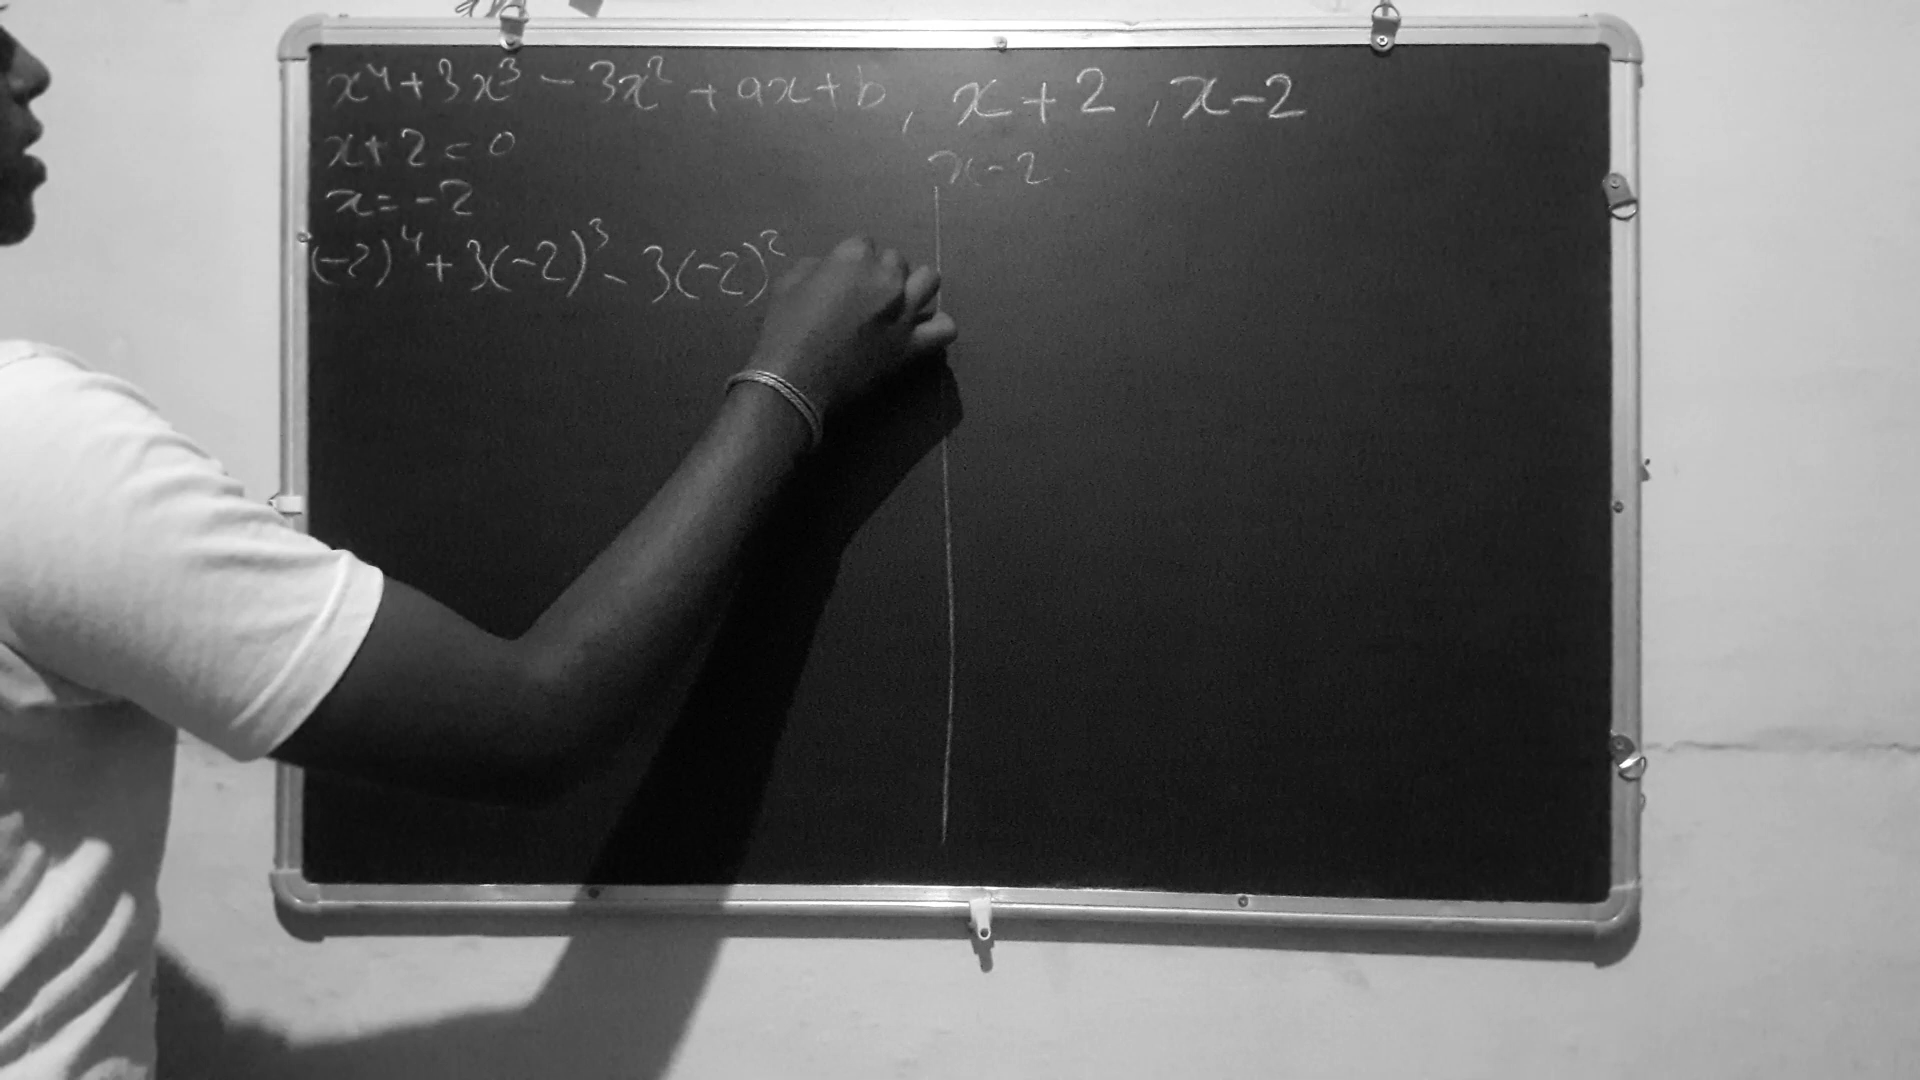 x⁴+3x³-3x²+ax+b, x+2, x-2
x+2=0
x=-2
(-2)⁴+3(-2)³-3(-2)²
x-2